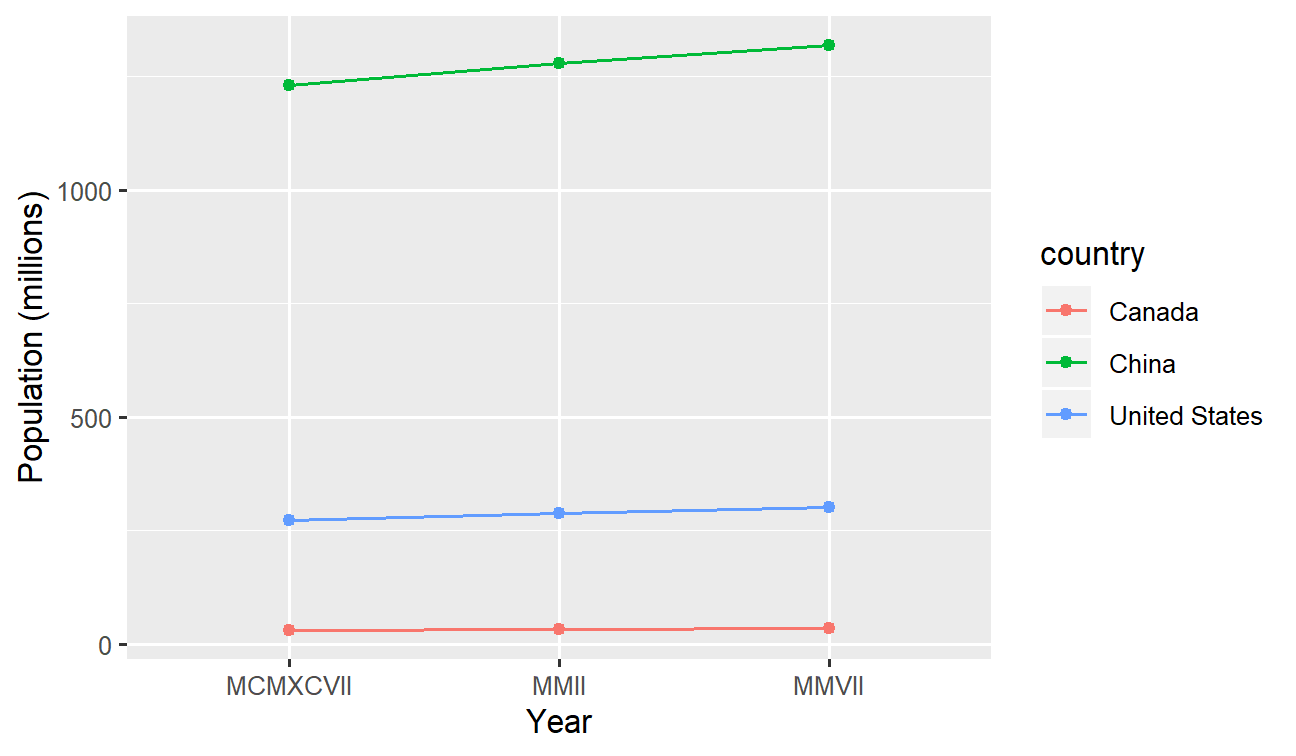 Population (millions)
1000
500
0
MCMXCVII MMII MMVII
Year
country
Canada
China
United States